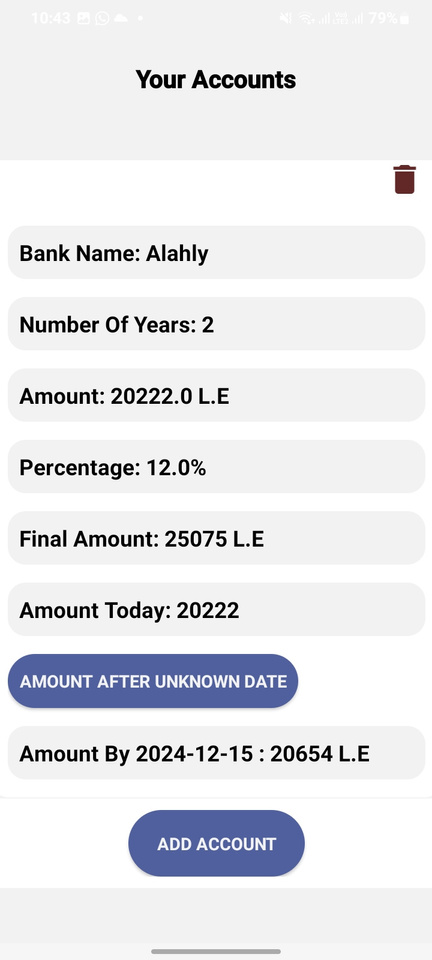 10:43
79%
Your Accounts
Bank Name: Alahly
Number Of Years: 2
Amount: 20222.0 L.E
Percentage: 12.0%
Final Amount: 25075 L.E
Amount Today: 20222
AMOUNT AFTER UNKNOWN DATE
Amount By 2024-12-15 : 20654 L.E
ADD ACCOUNT